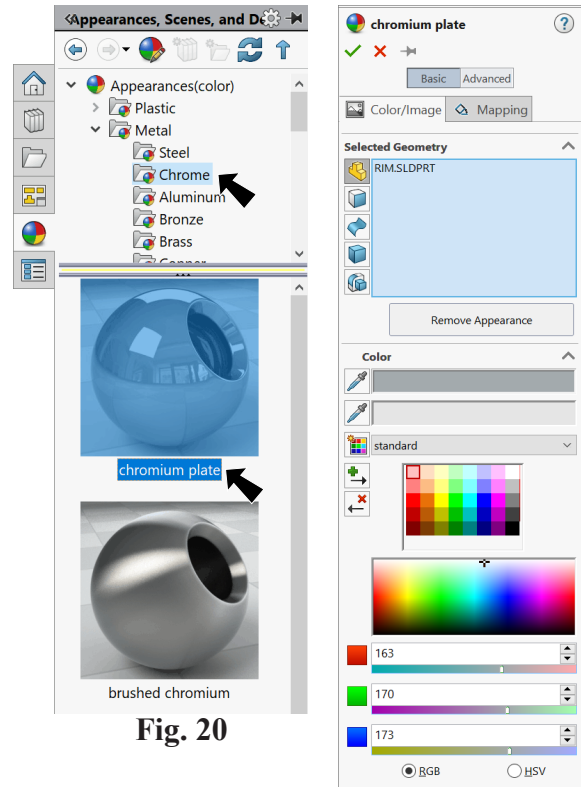 Appearances, Scenes, and De
Appearances(color)
Plastic
Metal
Steel
Chrome
Aluminum
Bronze
Brass
chromium plate
brushed chromium
Fig. 20
chromium plate
?
Basic
Advanced
Color/Image
Mapping
Selected Geometry
RIM.SLDPRT
Remove Appearance
Color
standard
163
170
173
RGB
HSV